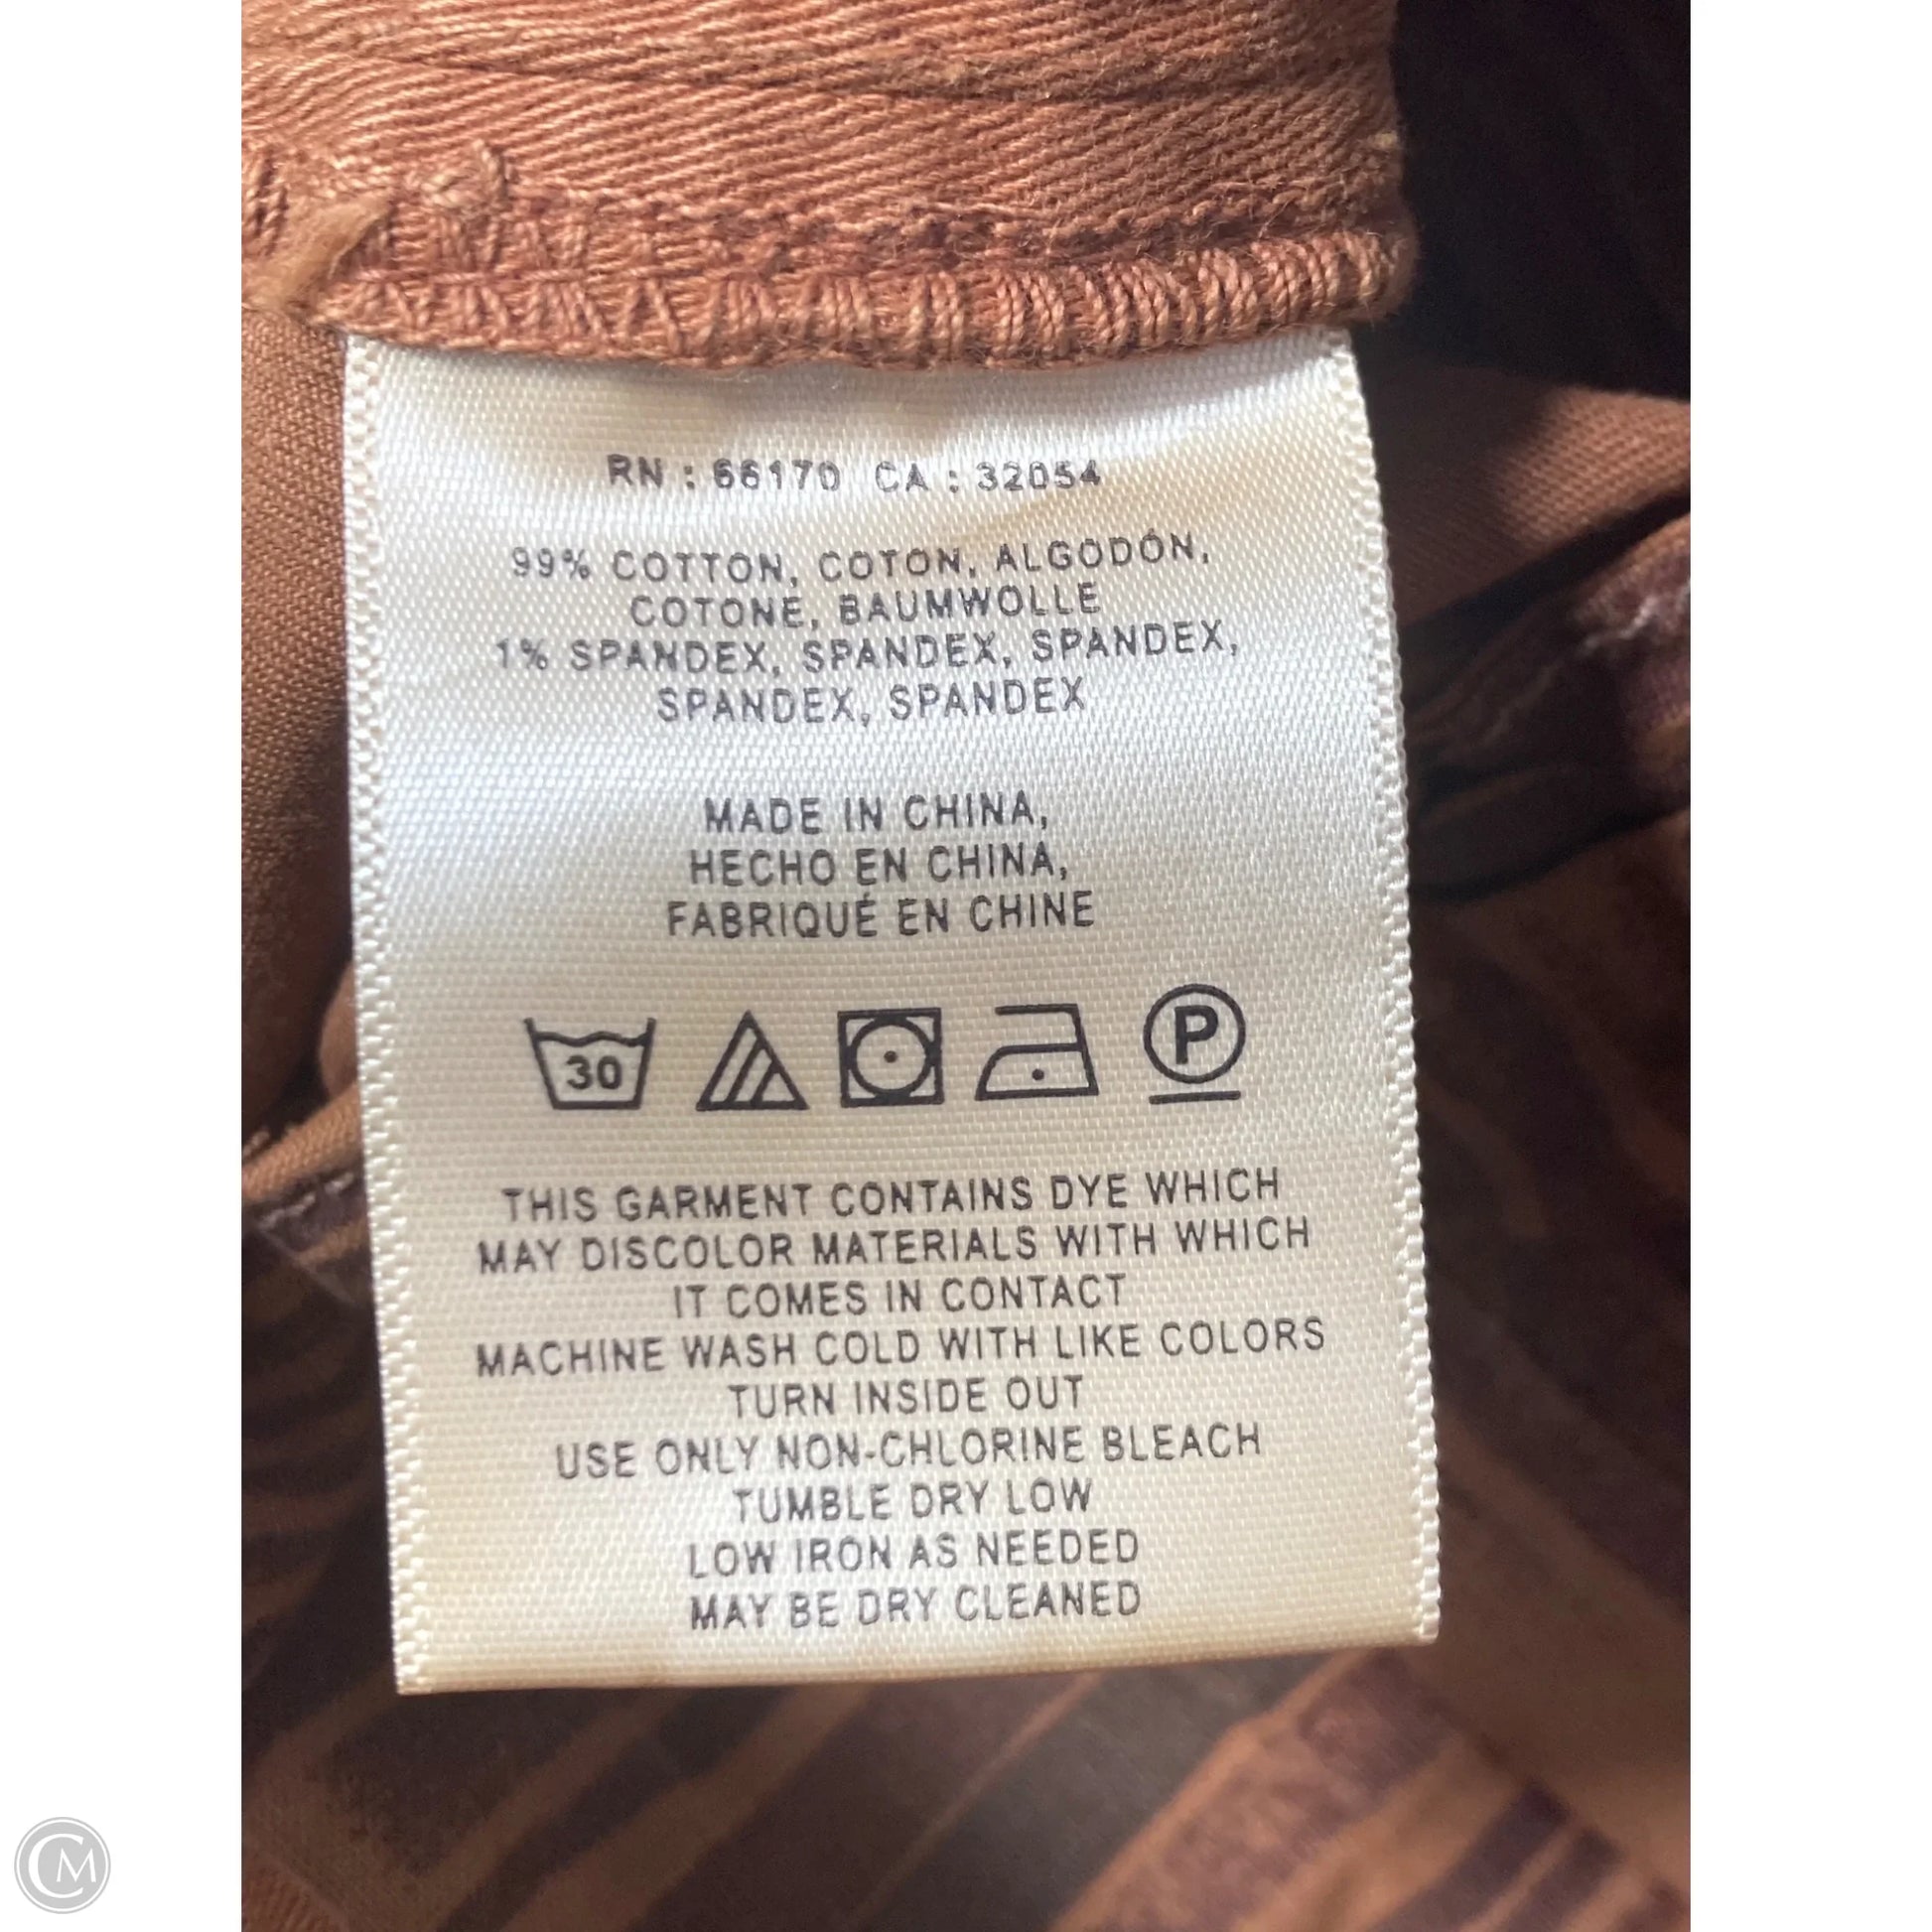 RN : 66170 CA : 32054
99% COTTON, COTON, ALGODÓN,
COTONE, BAUMWOLLE
1% SPANDEX, SPANDEX, SPANDEX,
SPANDEX, SPANDEX
MADE IN CHINA,
HECHO EN CHINA,
FABRIQUÉ EN CHINE
30
P
THIS GARMENT CONTAINS DYE WHICH
MAY DISCOLOR MATERIALS WITH WHICH
IT COMES IN CONTACT
MACHINE WASH COLD WITH LIKE COLORS
TURN INSIDE OUT
USE ONLY NON-CHLORINE BLEACH
TUMBLE DRY LOW
LOW IRON AS NEEDED
MAY BE DRY CLEANED
CM